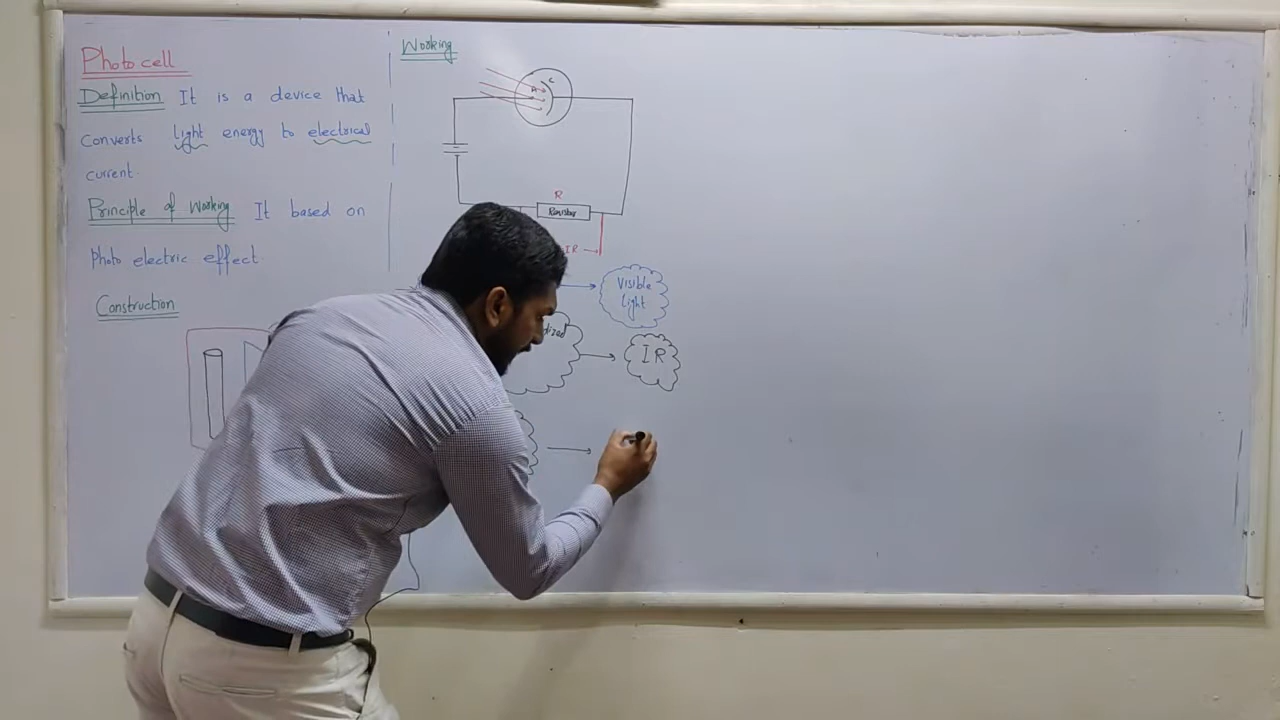 Photo cell
Definition It is a device that
converts light energy to electrical
current.
Principle of Working It based on
Photo electric effect
Construction
Working
C
A
R
Resistor
IR
Visible
light
IR